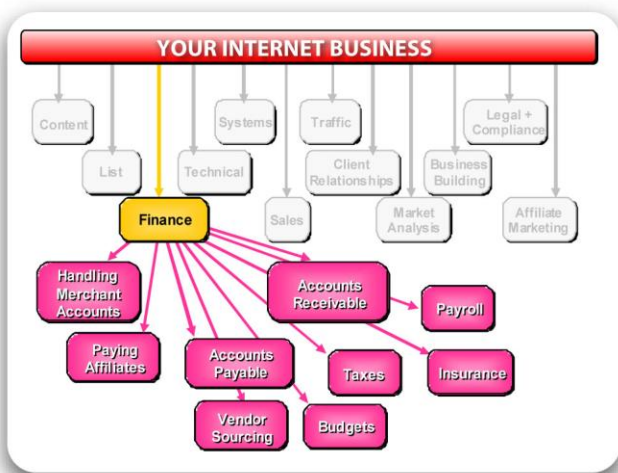 YOUR INTERNET BUSINESS
Content
Systems
Traffic
Legal +
Compliance
List
Technical
Client
Relationships
Business
Building
Finance
Sales
Market
Analysis
Affiliate
Marketing
Handling
Merchant
Accounts
Accounts
Receivable
Payroll
Paying
Affiliates
Accounts
Payable
Taxes
Insurance
Vendor
Sourcing
Budgets